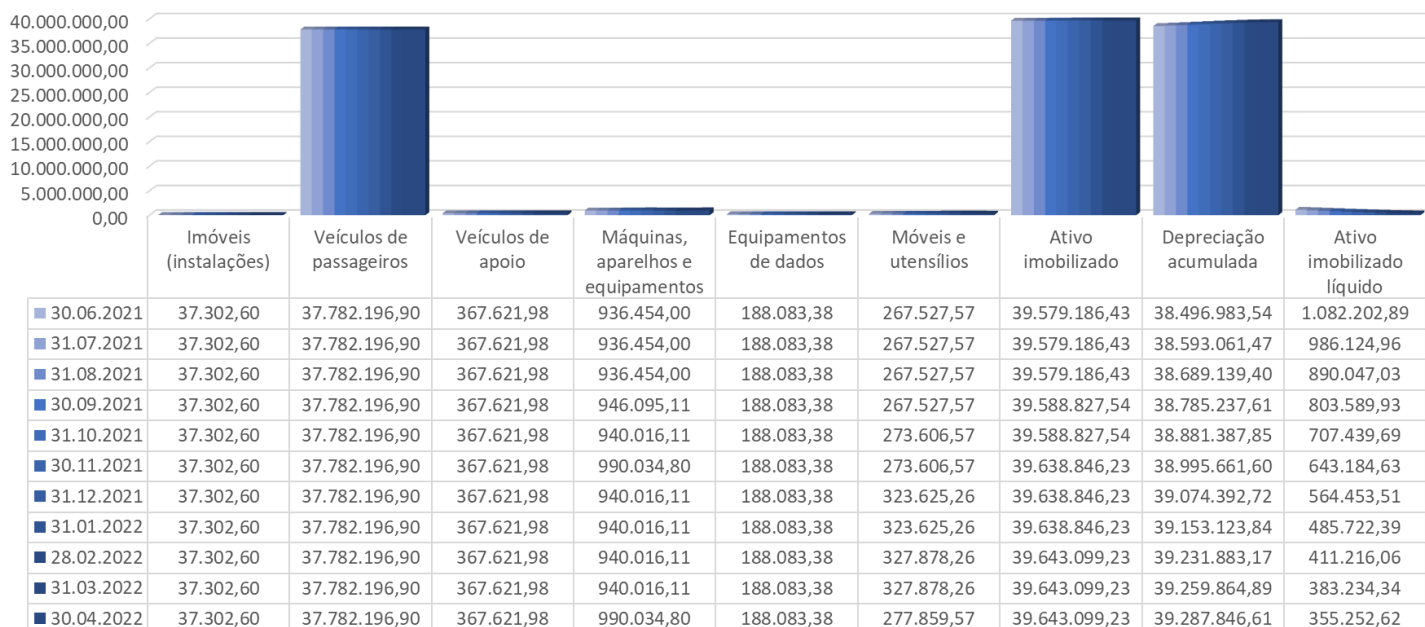 40.000.000,00
35.000.000,00
30.000.000,00
25.000.000,00
20.000.000,00
15.000.000,00
10.000.000,00
5.000.000,00
0,00
Imóveis (instalações) Veículos de passageiros Veículos de apoio Máquinas, aparelhos e equipamentos Equipamentos de dados Móveis e utensílios Ativo imobilizado Depreciação acumulada Ativo imobilizado líquido
30.06.2021 37.302,60 37.782.196,90 367.621,98 936.454,00 188.083,38 267.527,57 39.579.186,43 38.496.983,54 1.082.202,89
31.07.2021 37.302,60 37.782.196,90 367.621,98 936.454,00 188.083,38 267.527,57 39.579.186,43 38.593.061,47 986.124,96
31.08.2021 37.302,60 37.782.196,90 367.621,98 936.454,00 188.083,38 267.527,57 39.579.186,43 38.689.139,40 890.047,03
30.09.2021 37.302,60 37.782.196,90 367.621,98 946.095,11 188.083,38 267.527,57 39.588.827,54 38.785.237,61 803.589,93
31.10.2021 37.302,60 37.782.196,90 367.621,98 940.016,11 188.083,38 273.606,57 39.588.827,54 38.881.387,85 707.439,69
30.11.2021 37.302,60 37.782.196,90 367.621,98 990.034,80 188.083,38 273.606,57 39.638.846,23 38.995.661,60 643.184,63
31.12.2021 37.302,60 37.782.196,90 367.621,98 940.016,11 188.083,38 323.625,26 39.638.846,23 39.074.392,72 564.453,51
31.01.2022 37.302,60 37.782.196,90 367.621,98 940.016,11 188.083,38 323.625,26 39.638.846,23 39.153.123,84 485.722,39
28.02.2022 37.302,60 37.782.196,90 367.621,98 940.016,11 188.083,38 327.878,26 39.643.099,23 39.231.883,17 411.216,06
31.03.2022 37.302,60 37.782.196,90 367.621,98 940.016,11 188.083,38 327.878,26 39.643.099,23 39.259.864,89 383.234,34
30.04.2022 37.302,60 37.782.196,90 367.621,98 990.034,80 188.083,38 277.859,57 39.643.099,23 39.287.846,61 355.252,62